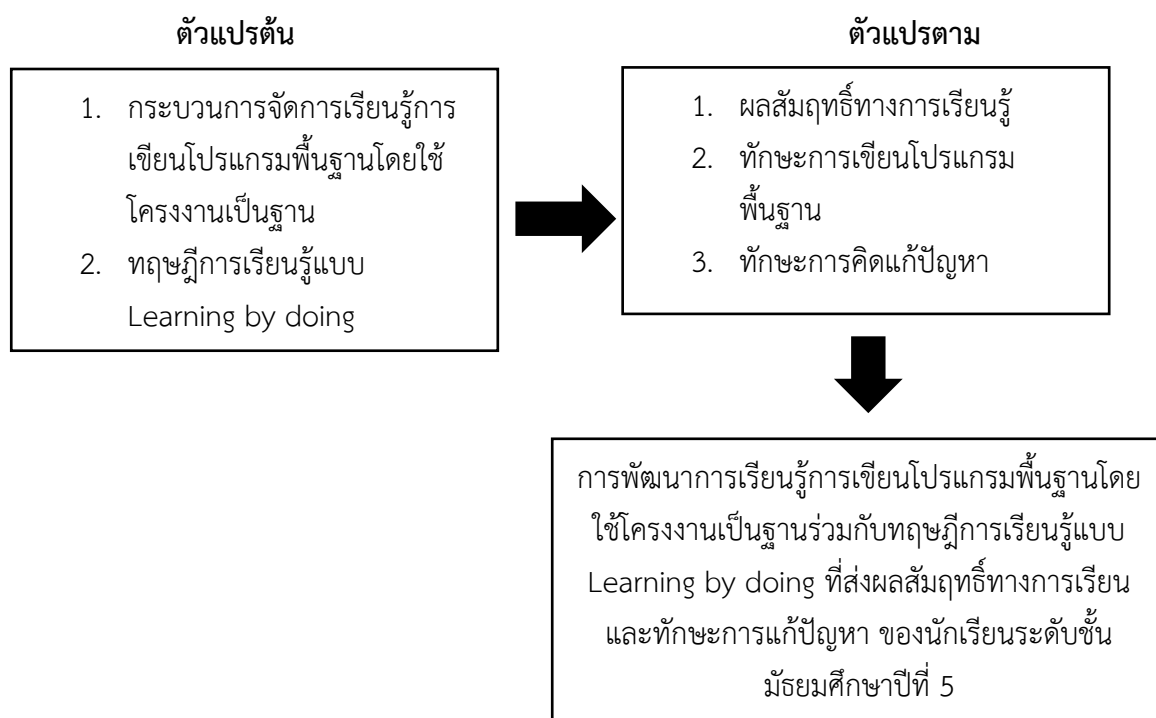 ตัวแปรต้น
1. กระบวนการจัดการเรียนรู้การ
เขียนโปรแกรมพื้นฐานโดยใช้
โครงงานเป็นฐาน
2. ทฤษฎีการเรียนรู้แบบ
Learning by doing
ตัวแปรตาม
1. ผลสัมฤทธิ์ทางการเรียนรู้
2. ทักษะการเขียนโปรแกรม
พื้นฐาน
3. ทักษะการคิดแก้ปัญหา
การพัฒนาการเรียนรู้การเขียนโปรแกรมพื้นฐานโดย
ใช้โครงงานเป็นฐานร่วมกับทฤษฎีการเรียนรู้แบบ
Learning by doing ที่ส่งผลสัมฤทธิ์ทางการเรียน
และทักษะการแก้ปัญหา ของนักเรียนระดับชั้น
มัธยมศึกษาปีที่ 5